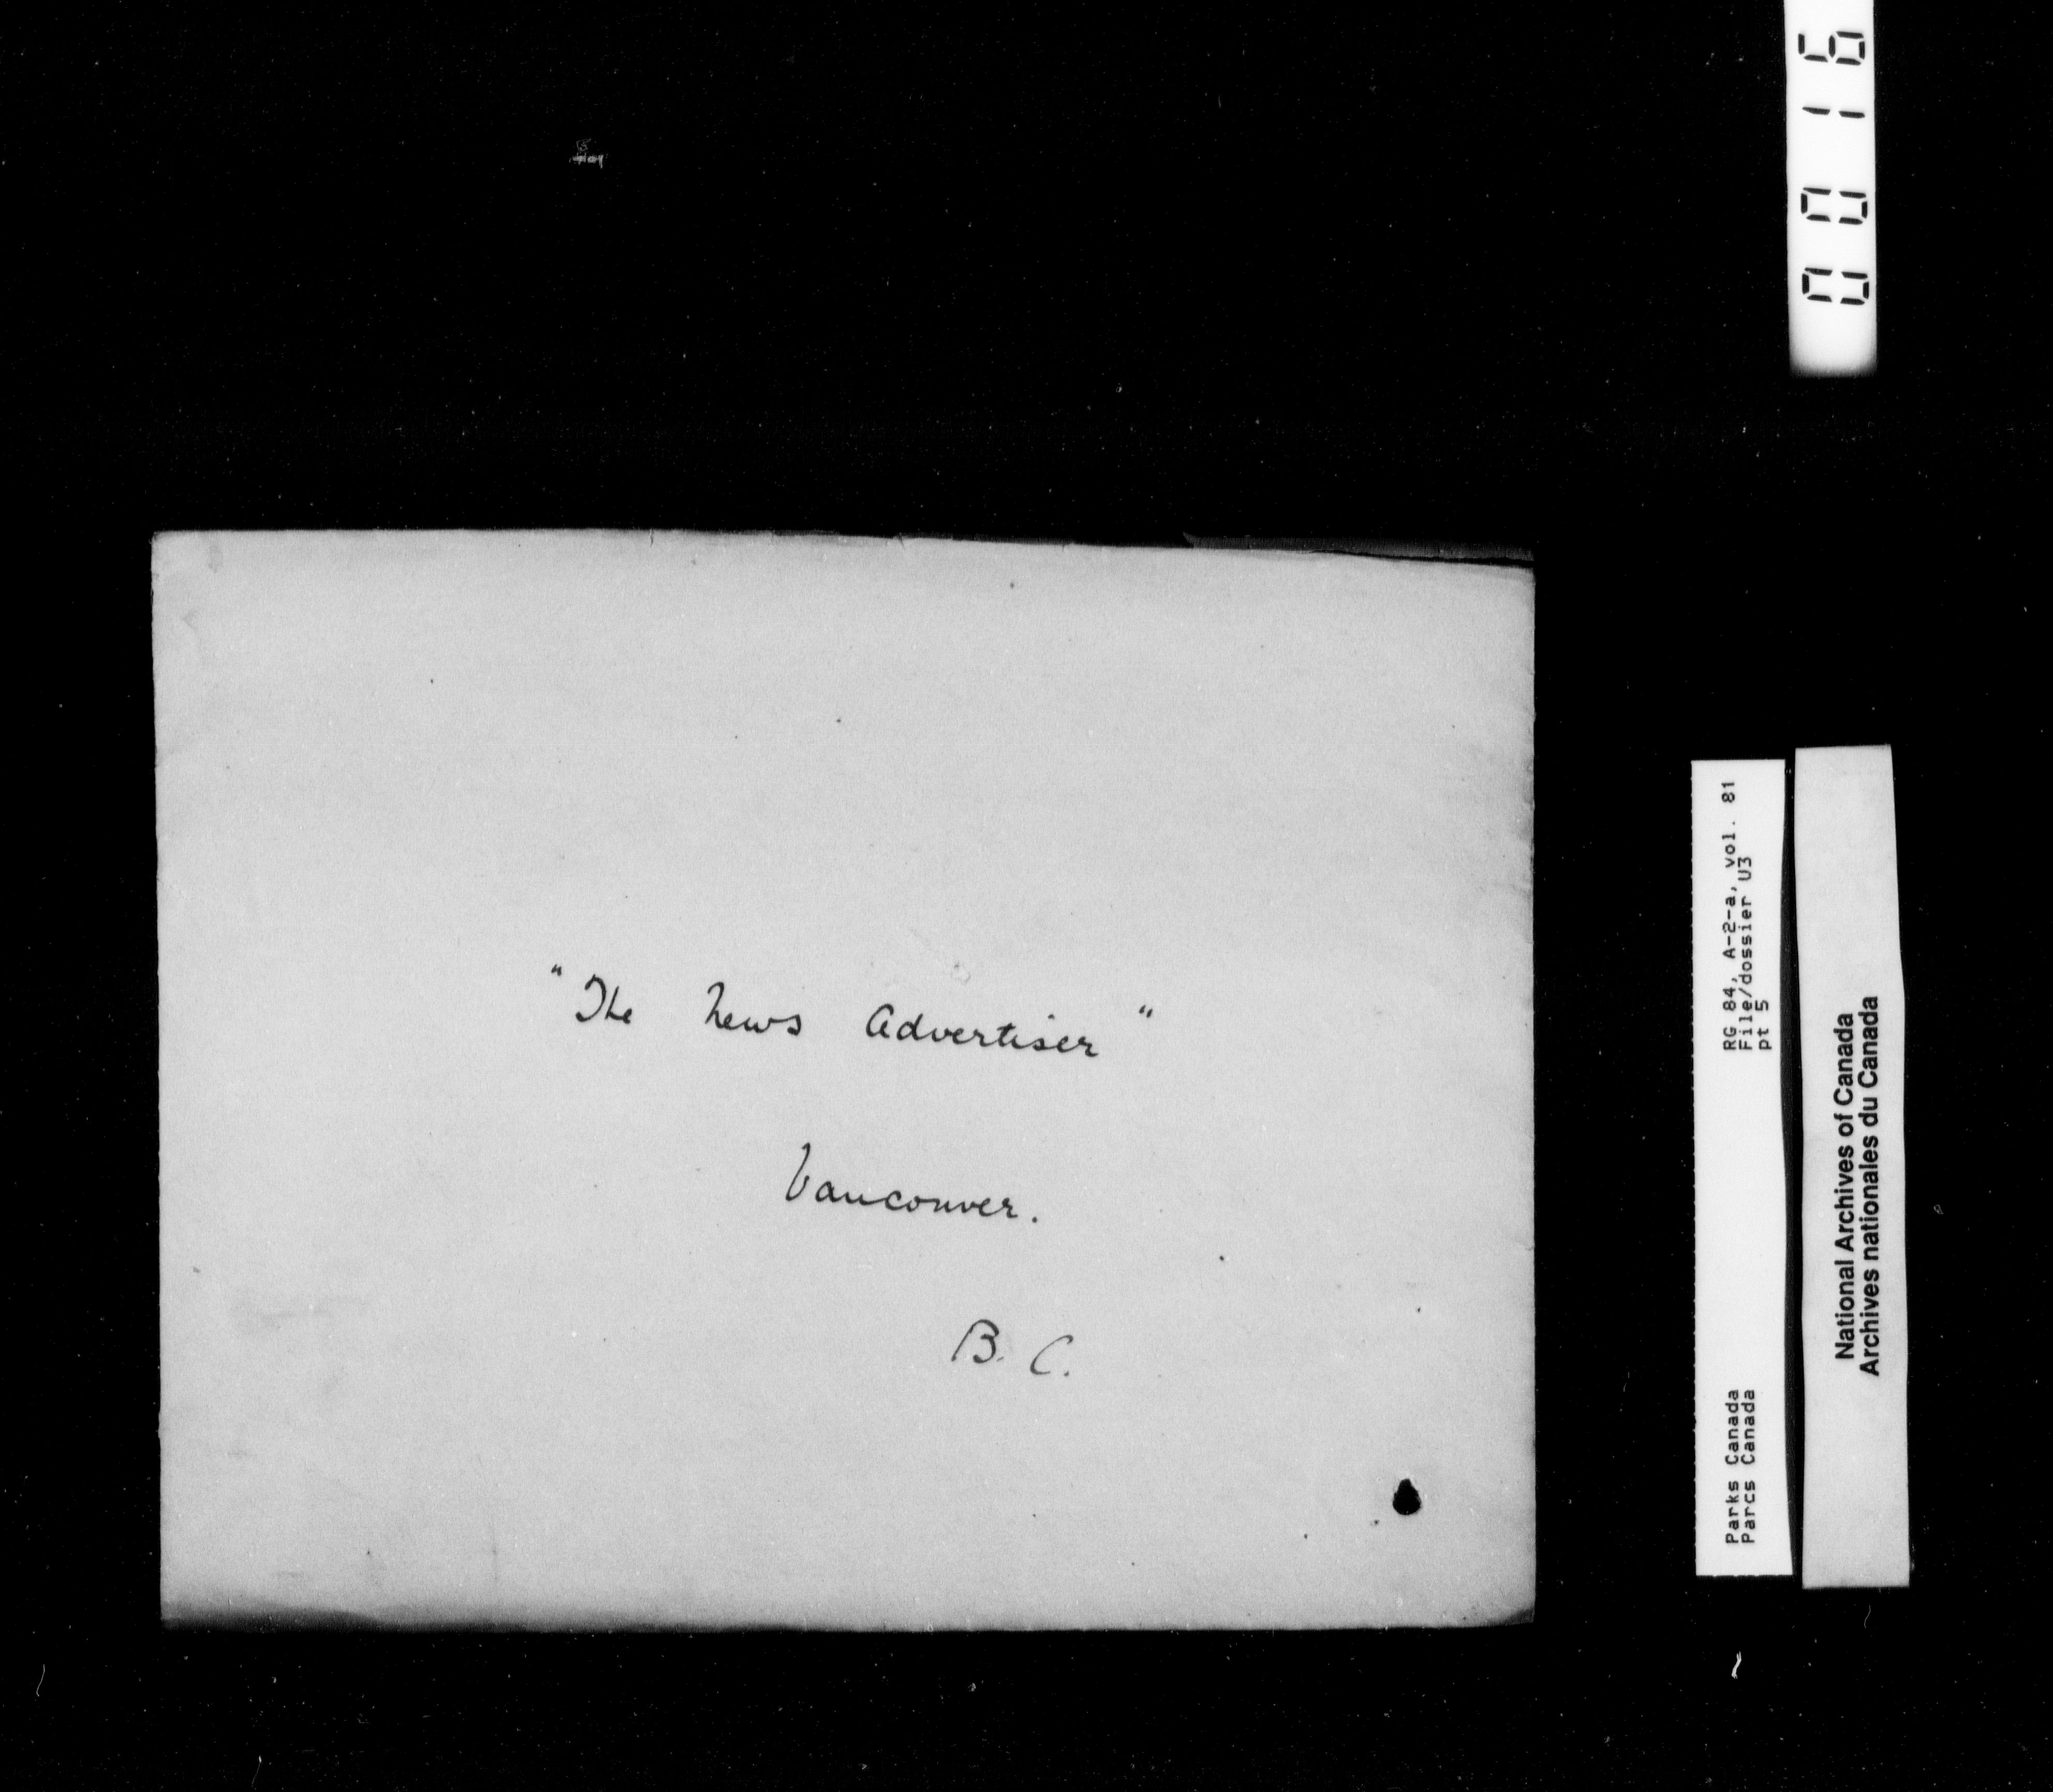 0016
"The News Advertiser"
Vancouver.
B. C.
Parks Canada RG 84, A-2-a, vol. 81
Parcs Canada File/dossier U3
pt 5
National Archives of Canada
Archives nationales du Canada